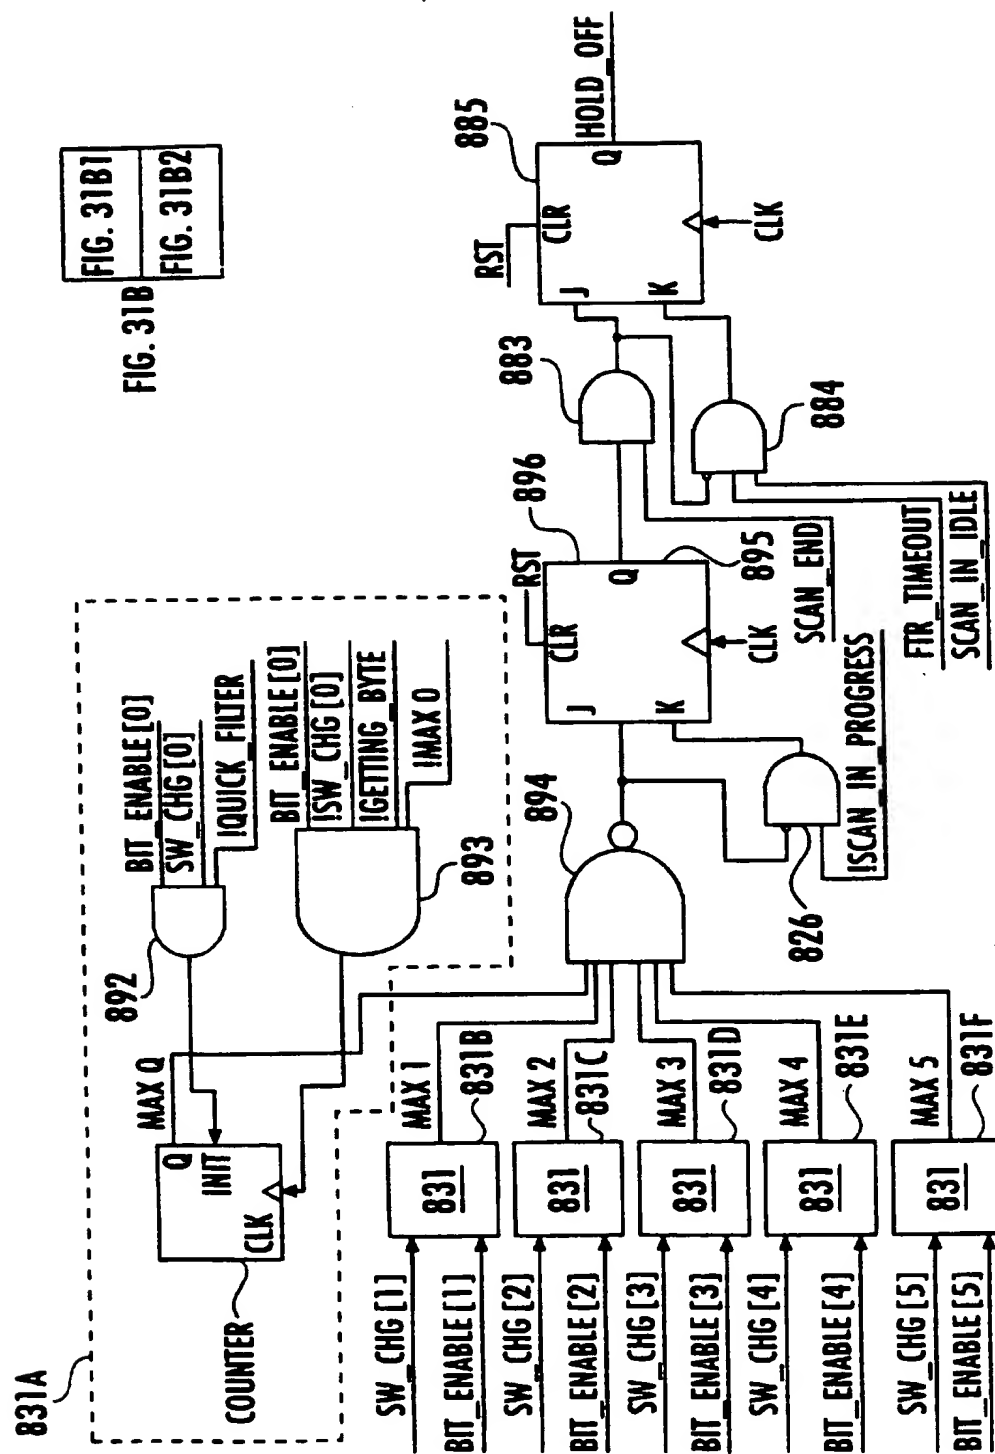 831A
COUNTER
Q
INIT
CLK
MAX Q
892
BIT_ENABLE[0]
SW_CHG[0]
!QUICK_FILTER
893
BIT_ENABLE[0]
!SW_CHG[0]
!GETTING_BYTE
!MAX 0
FIG. 31B
FIG. 31B1
FIG. 31B2
SW_CHG[1]
BIT_ENABLE[1]
831
MAX 1
831B
SW_CHG[2]
BIT_ENABLE[2]
831
MAX 2
831C
SW_CHG[3]
BIT_ENABLE[3]
831
MAX 3
831D
SW_CHG[4]
BIT_ENABLE[4]
831
MAX 4
831E
SW_CHG[5]
BIT_ENABLE[5]
831
MAX 5
831F
894
826
!SCAN_IN_PROGRESS
RST
896
CLR
J
Q
K
CLK
895
SCAN_END
883
884
FTR_TIMEOUT
SCAN_IN_IDLE
RST
885
CLR
J
Q
K
CLK
HOLD_OFF